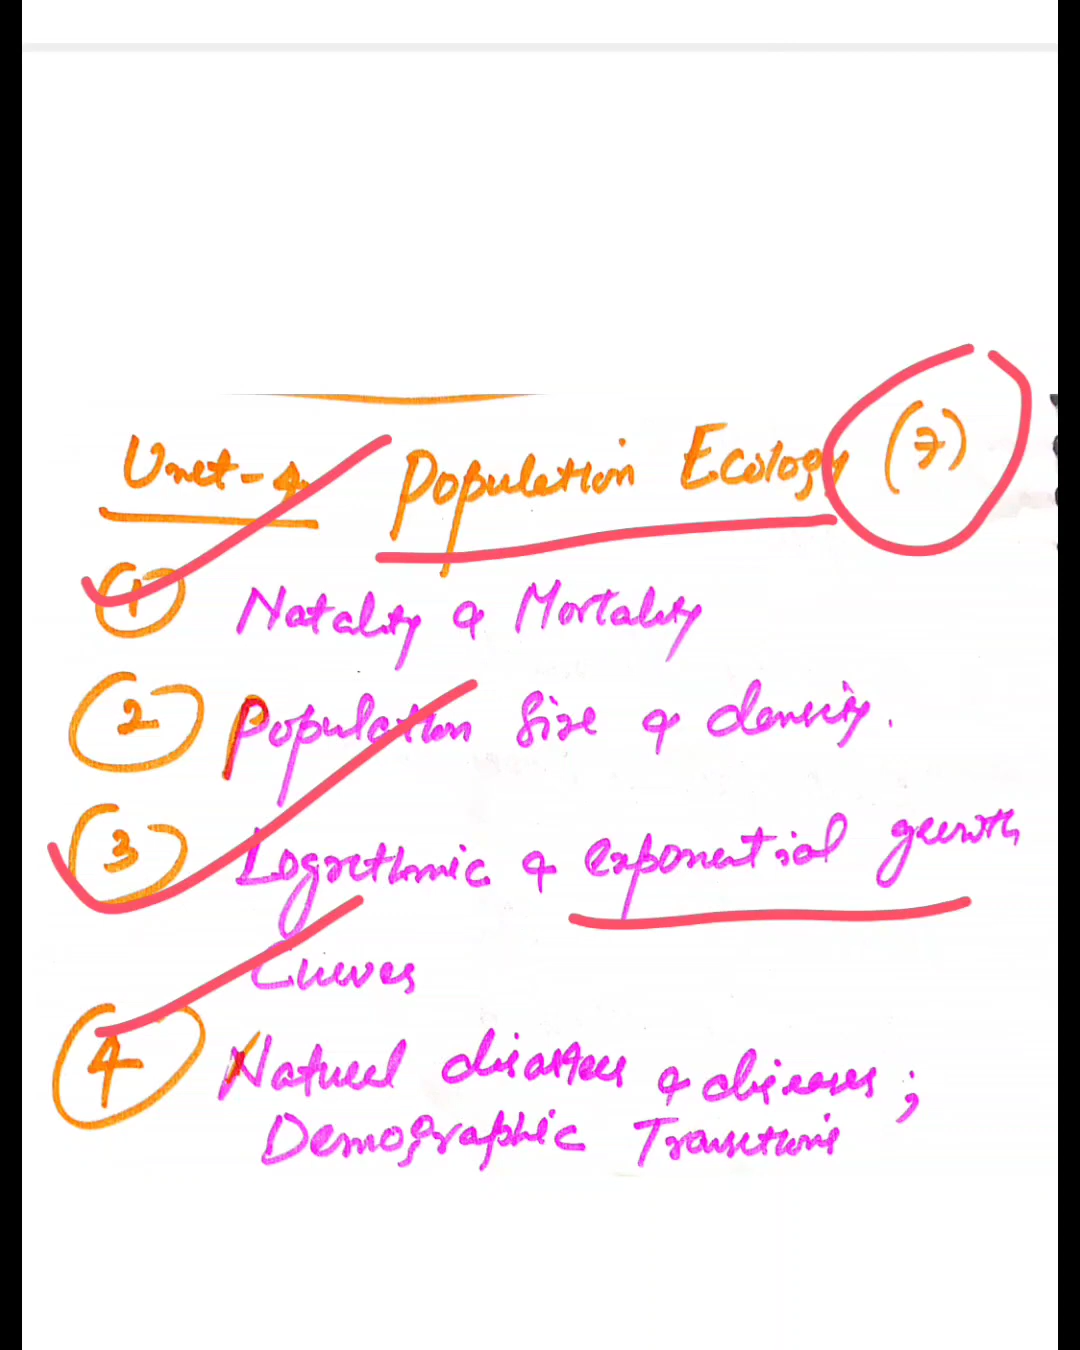 Unit-4 Population Ecology (7)
1 Natality & Mortality
2 Population Size & density.
3 Logrethmic & exponential growth
Curves
4 Natural disasters & diseases;
Demographic Transitions